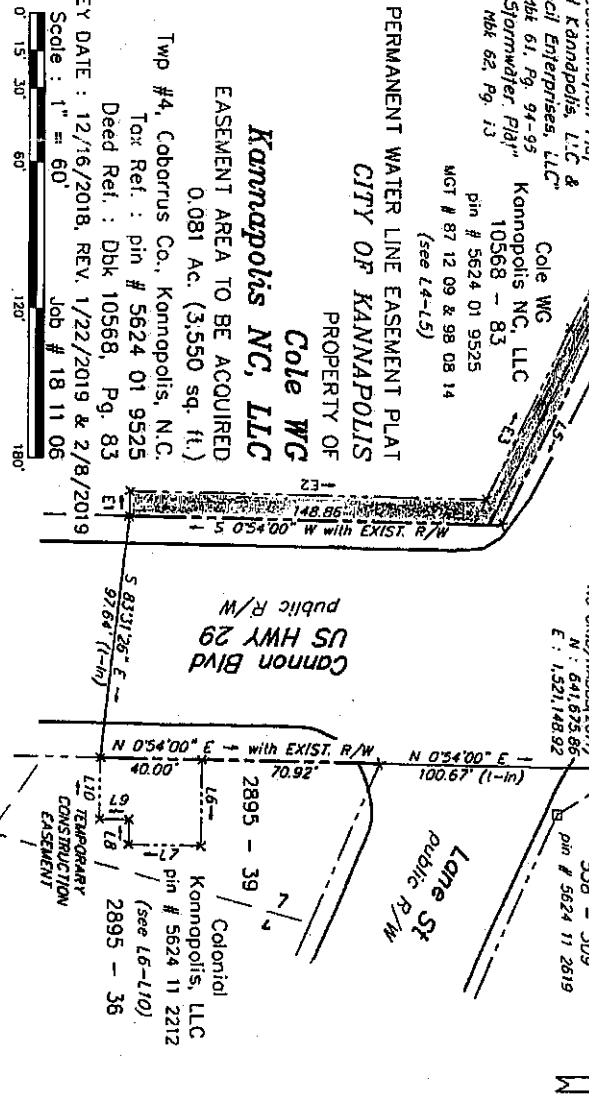 Kannapolis, LLC &
Enterprises, LLC"
Mbk 61, Pg. 94-95
Stormwater Plat"
Mbk 62, Pg. 13
Cole WG
Kannapolis NC, LLC
10568 - 83
pin # 5624 01 9525
MGT # 87 12 09 & 98 08 14
(see L4-L5)
PERMANENT WATER LINE EASEMENT PLAT
CITY OF KANNAPOLIS
PROPERTY OF
Cole WG
Kannapolis NC, LLC
EASEMENT AREA TO BE ACQUIRED
0.081 Ac. (3,550 sq. ft.)
Twp #4, Cabarrus Co., Kannapolis, N.C.
Tax Ref. : pin # 5624 01 9525
Deed Ref. : Dbk 10568, Pg. 83
EY DATE : 12/16/2018, REV. 1/22/2019 & 2/8/2019
Scale : 1" = 60'
Job # 18 11 06
0' 15' 30' 60' 120' 180'
←E3
L5
←E2
148.86'
S 0°54'00" W with EXIST. R/W
E1
S 83°31'26" E →
97.64' (t-in)
Cannon Blvd
US HWY 29
public R/W
N : 641,675.86
E : 1,521,148.92
N 0°54'00" E → with EXIST. R/W
40.00'
70.92'
N 0°54'00" E →
100.67' (t-in)
Lane St
public R/W
pin # 5624 11 2619
L6→
←L7
L8
L9
L10
TEMPORARY
CONSTRUCTION
EASEMENT
2895 - 39
Colonial
Kannapolis, LLC
pin # 5624 11 2212
(see L6-L10)
2895 - 36